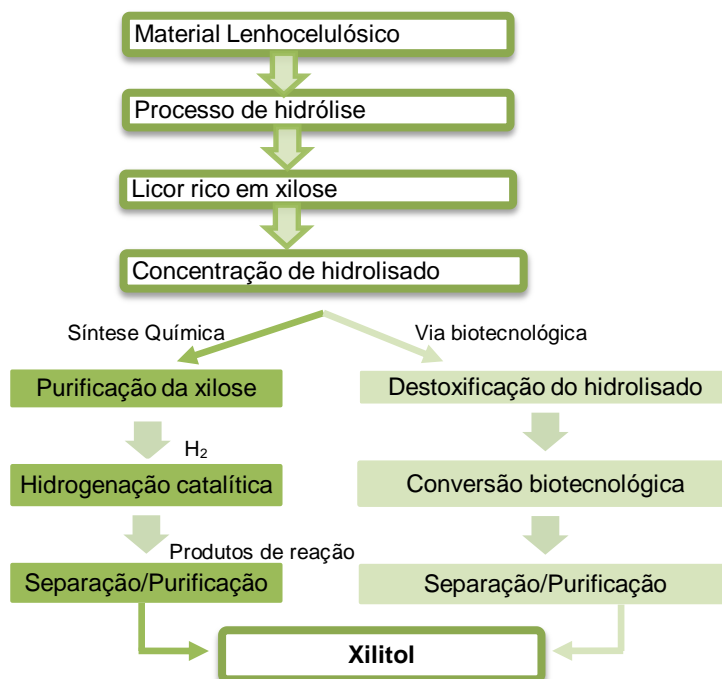 Material Lenhocelulósico
Processo de hidrólise
Licor rico em xilose
Concentração de hidrolisado
Síntese Química
Via biotecnológica
Purificação da xilose
Destoxificação do hidrolisado
H₂
Hidrogenação catalítica
Conversão biotecnológica
Produtos de reação
Separação/Purificação
Separação/Purificação
Xilitol